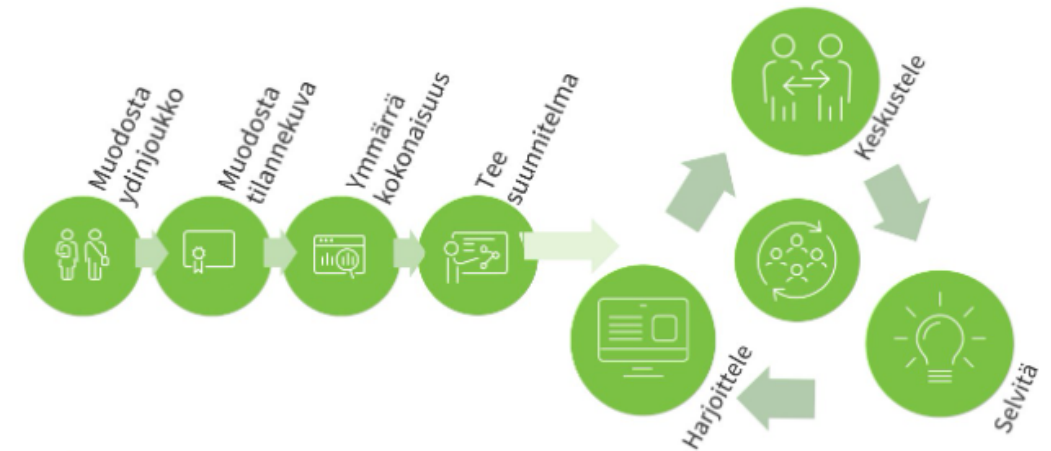 Muodosta
ydinjoukko
Muodosta
tilannekuva
Ymmärrä
kokonaisuus
Tee
suunnitelma
Keskustele
Selvitä
Harjoittele